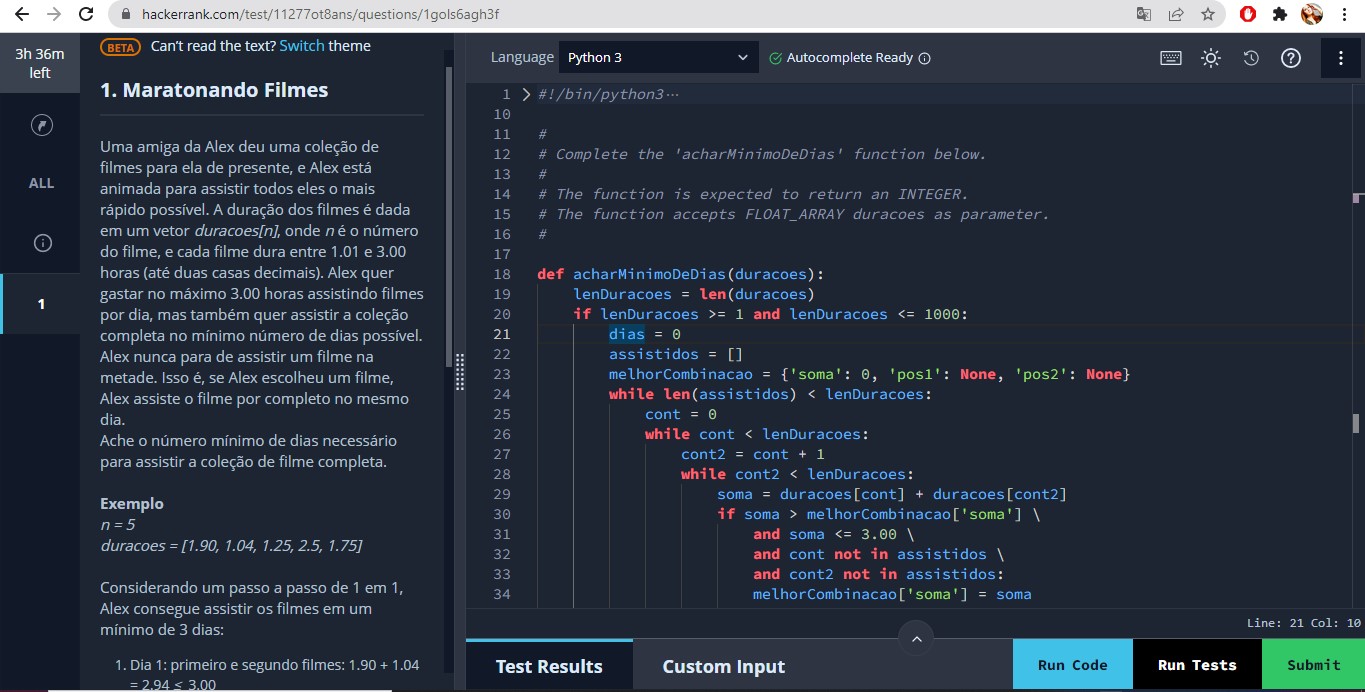 hackerrank.com/test/11277ot8ans/questions/1gols6agh3f
3h 36m
left
ALL
1
BETA Can't read the text? Switch theme
1. Maratonando Filmes
Uma amiga da Alex deu uma coleção de
filmes para ela de presente, e Alex está
animada para assistir todos eles o mais
rápido possível. A duração dos filmes é dada
em um vetor duracoes[n], onde n é o número
do filme, e cada filme dura entre 1.01 e 3.00
horas (até duas casas decimais). Alex quer
gastar no máximo 3.00 horas assistindo filmes
por dia, mas também quer assistir a coleção
completa no mínimo número de dias possível.
Alex nunca para de assistir um filme na
metade. Isso é, se Alex escolheu um filme,
Alex assiste o filme por completo no mesmo
dia.
Ache o número mínimo de dias necessário
para assistir a coleção de filme completa.
Exemplo
n = 5
duracoes = [1.90, 1.04, 1.25, 2.5, 1.75]
Considerando um passo a passo de 1 em 1,
Alex consegue assistir os filmes em um
mínimo de 3 dias:
1. Dia 1: primeiro e segundo filmes: 1.90 + 1.04
= 2.94 ≤ 3.00
Language Python 3 Autocomplete Ready
1 #!/bin/python3⋯
10
11 #
12 # Complete the 'acharMinimoDeDias' function below.
13 #
14 # The function is expected to return an INTEGER.
15 # The function accepts FLOAT_ARRAY duracoes as parameter.
16 #
17
18 def acharMinimoDeDias(duracoes):
19 lenDuracoes = len(duracoes)
20 if lenDuracoes >= 1 and lenDuracoes <= 1000:
21 dias = 0
22 assistidos = []
23 melhorCombinacao = {'soma': 0, 'pos1': None, 'pos2': None}
24 while len(assistidos) < lenDuracoes:
25 cont = 0
26 while cont < lenDuracoes:
27 cont2 = cont + 1
28 while cont2 < lenDuracoes:
29 soma = duracoes[cont] + duracoes[cont2]
30 if soma > melhorCombinacao['soma'] \
31 and soma <= 3.00 \
32 and cont not in assistidos \
33 and cont2 not in assistidos:
34 melhorCombinacao['soma'] = soma
Line: 21 Col: 10
Test Results Custom Input Run Code Run Tests Submit